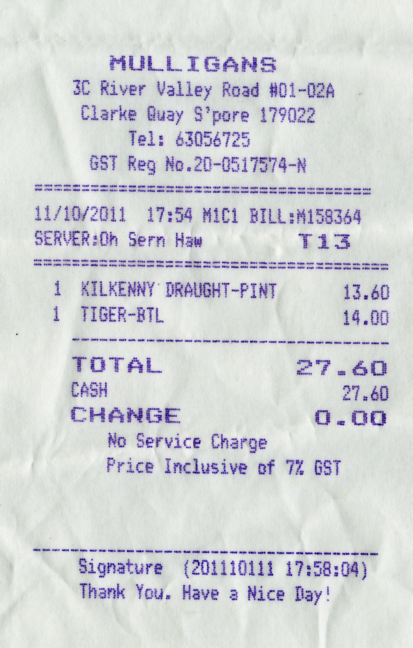 MULLIGANS
3C River Valley Road #01-02A
Clarke Quay S'pore 179022
Tel: 63056725
GST Reg No.20-0517574-N
11/10/2011 17:54 M1C1 BILL:M158364
SERVER:Oh Sern Haw T13
1 KILKENNY DRAUGHT-PINT 13.60
1 TIGER-BTL 14.00
TOTAL 27.60
CASH 27.60
CHANGE 0.00
No Service Charge
Price Inclusive of 7% GST
Signature (201110111 17:58:04)
Thank You. Have a Nice Day!